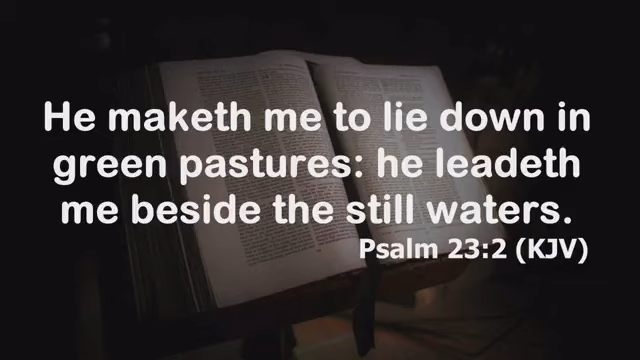 He maketh me to lie down in
green pastures: he leadeth
me beside the still waters.
Psalm 23:2 (KJV)